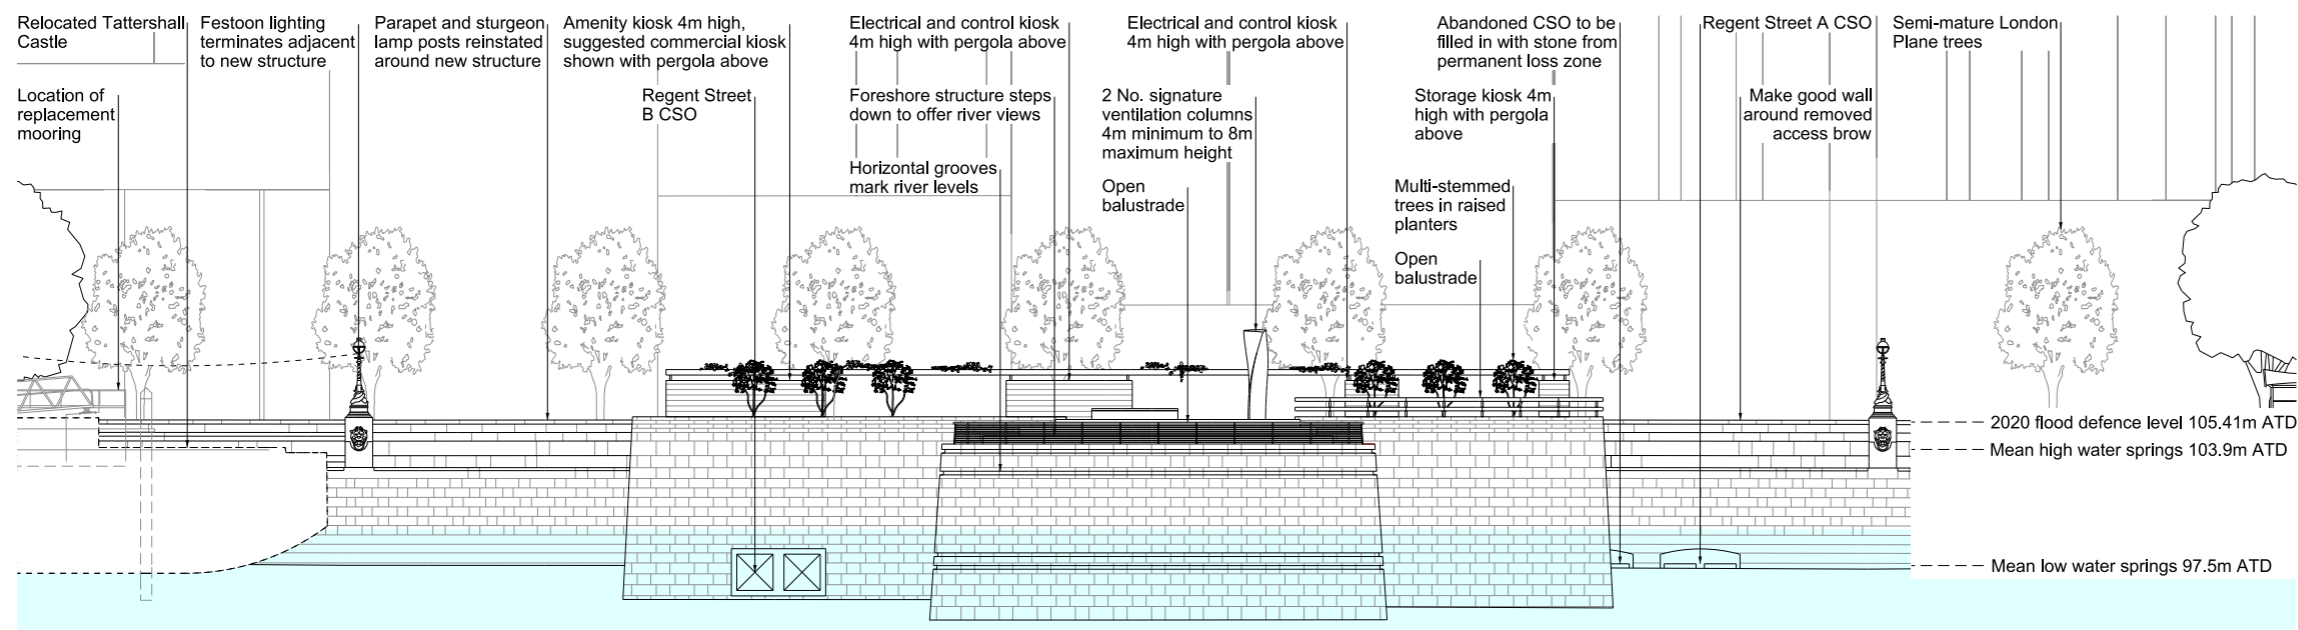 Relocated Tattershall
Castle
Festoon lighting
terminates adjacent
to new structure
Parapet and sturgeon
lamp posts reinstated
around new structure
Amenity kiosk 4m high,
suggested commercial kiosk
shown with pergola above
Electrical and control kiosk
4m high with pergola above
Electrical and control kiosk
4m high with pergola above
Abandoned CSO to be
filled in with stone from
permanent loss zone
Regent Street A CSO
Semi-mature London
Plane trees
Location of
replacement
mooring
Regent Street
B CSO
Foreshore structure steps
down to offer river views
2 No. signature
ventilation columns
4m minimum to 8m
maximum height
Storage kiosk 4m
high with pergola
above
Make good wall
around removed
access brow
Horizontal grooves
mark river levels
Open
balustrade
Multi-stemmed
trees in raised
planters
Open
balustrade
2020 flood defence level 105.41m ATD
Mean high water springs 103.9m ATD
Mean low water springs 97.5m ATD